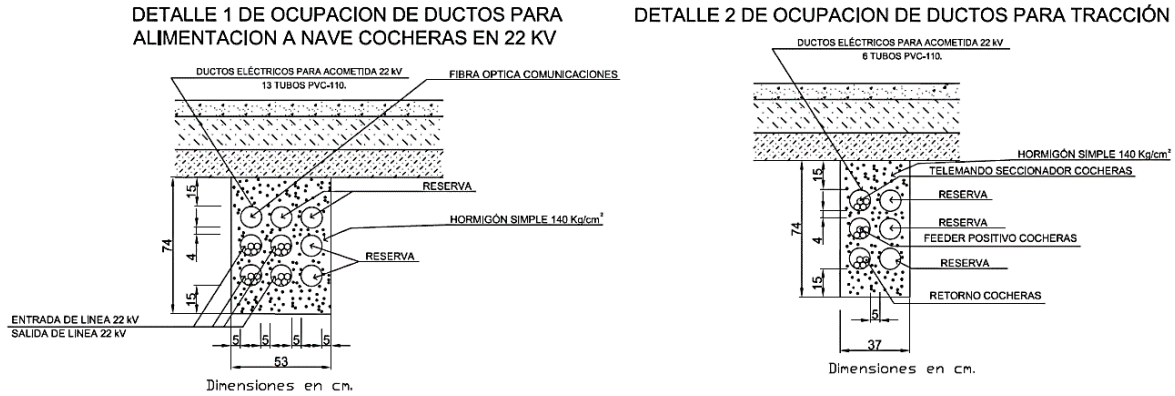 DETALLE 1 DE OCUPACION DE DUCTOS PARA
ALIMENTACION A NAVE COCHERAS EN 22 KV
DUCTOS ELÉCTRICOS PARA ACOMETIDA 22 kV
13 TUBOS PVC-110.
FIBRA OPTICA COMUNICACIONES
RESERVA
HORMIGÓN SIMPLE 140 Kg/cm²
RESERVA
15
74
4
15
ENTRADA DE LINEA 22 kV
SALIDA DE LINEA 22 kV
5 5 5 5
53
Dimensiones en cm.
DETALLE 2 DE OCUPACION DE DUCTOS PARA TRACCIÓN
DUCTOS ELÉCTRICOS PARA ACOMETIDA 22 kV
6 TUBOS PVC-110.
HORMIGÓN SIMPLE 140 Kg/cm²
TELEMANDO SECCIONADOR COCHERAS
RESERVA
RESERVA
FEEDER POSITIVO COCHERAS
RESERVA
RETORNO COCHERAS
15
74
4
15
5
37
Dimensiones en cm.